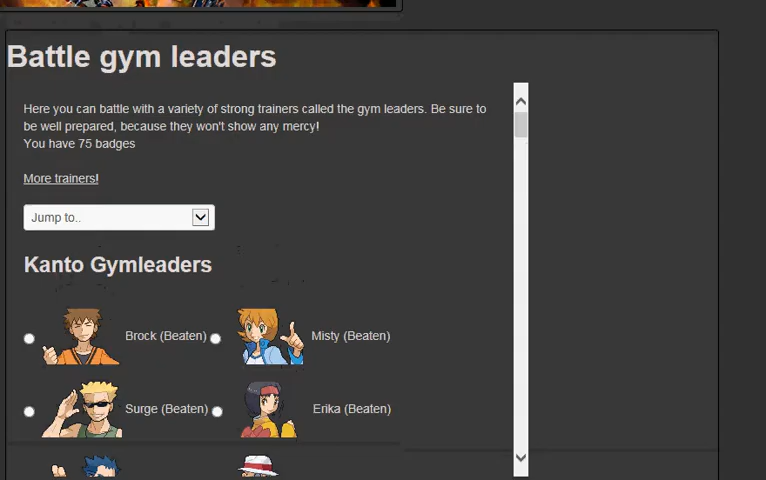 Battle gym leaders
Here you can battle with a variety of strong trainers called the gym leaders. Be sure to
be well prepared, because they won't show any mercy!
You have 75 badges
More trainers!
Jump to..
Kanto Gymleaders
Brock (Beaten) Misty (Beaten)
Surge (Beaten) Erika (Beaten)